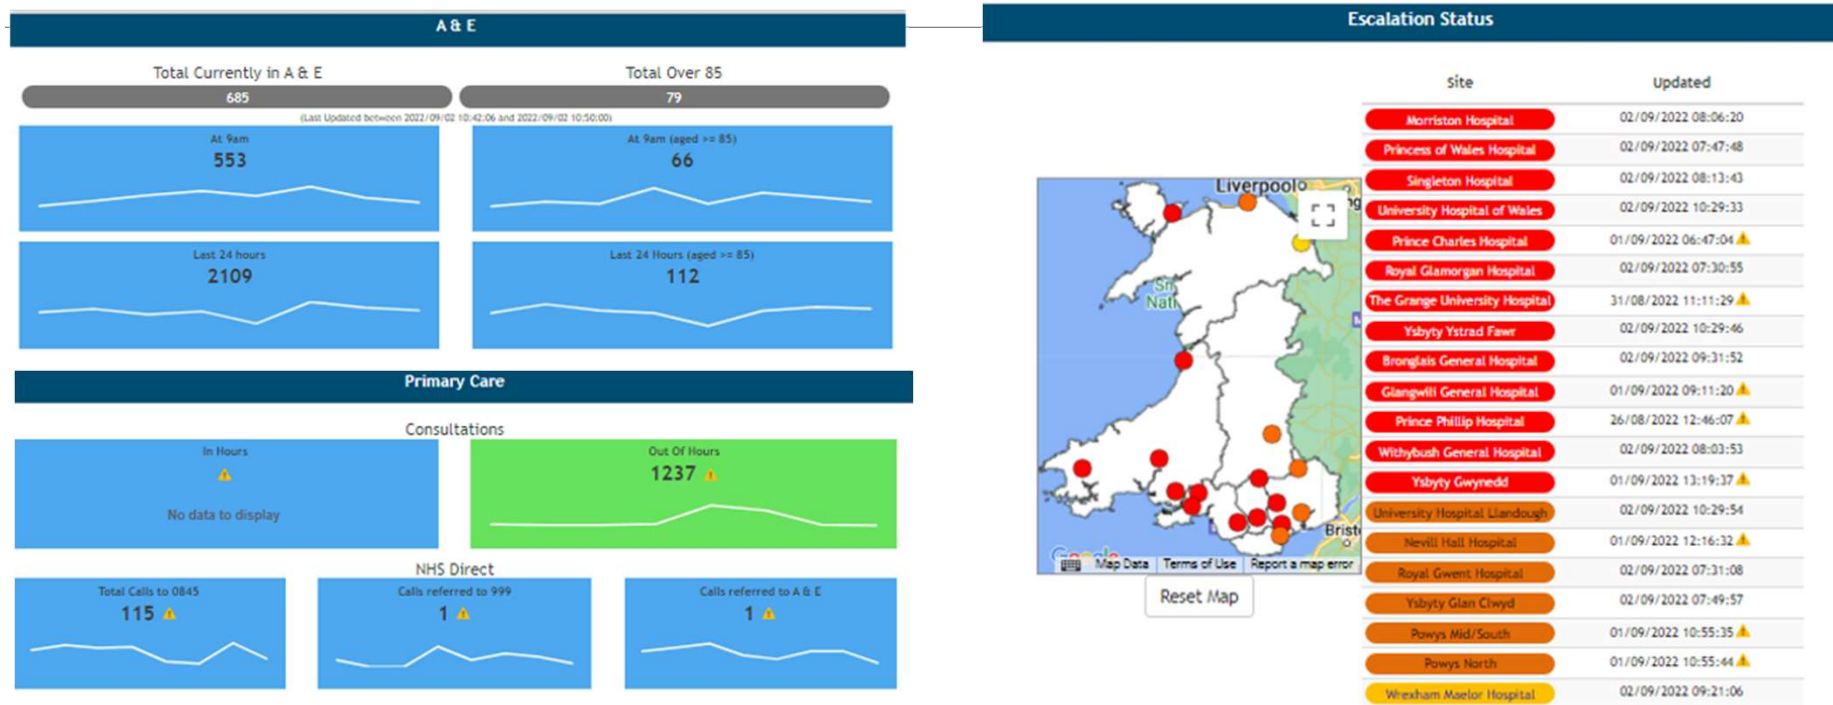 A & E
Total Currently in A & E
Total Over 85
685
79
(Last Updated between 2022/09/02 10:42:06 and 2022/09/02 10:50:00)
At 9am
553
At 9am (aged >= 85)
66
Last 24 hours
2109
Last 24 Hours (aged >= 85)
112
Primary Care
Consultations
In Hours
No data to display
Out Of Hours
1237
NHS Direct
Total Calls to 0845
115
Calls referred to 999
1
Calls referred to A & E
1
Escalation Status
Liverpool
Sn
Nati
ng
Brist
Google
Map Data
Terms of Use
Report a map error
Reset Map
Site Updated
Morriston Hospital 02/09/2022 08:06:20
Princess of Wales Hospital 02/09/2022 07:47:48
Singleton Hospital 02/09/2022 08:13:43
University Hospital of Wales 02/09/2022 10:29:33
Prince Charles Hospital 01/09/2022 06:47:04
Royal Glamorgan Hospital 02/09/2022 07:30:55
The Grange University Hospital 31/08/2022 11:11:29
Ysbyty Ystrad Fawr 02/09/2022 10:29:46
Bronglais General Hospital 02/09/2022 09:31:52
Glangwili General Hospital 01/09/2022 09:11:20
Prince Phillip Hospital 26/08/2022 12:46:07
Withybush General Hospital 02/09/2022 08:03:53
Ysbyty Gwynedd 01/09/2022 13:19:37
University Hospital Llandough 02/09/2022 10:29:54
Nevill Hall Hospital 01/09/2022 12:16:32
Royal Gwent Hospital 02/09/2022 07:31:08
Ysbyty Glan Clwyd 02/09/2022 07:49:57
Powys Mid/South 01/09/2022 10:55:35
Powys North 01/09/2022 10:55:44
Wrexham Maelor Hospital 02/09/2022 09:21:06